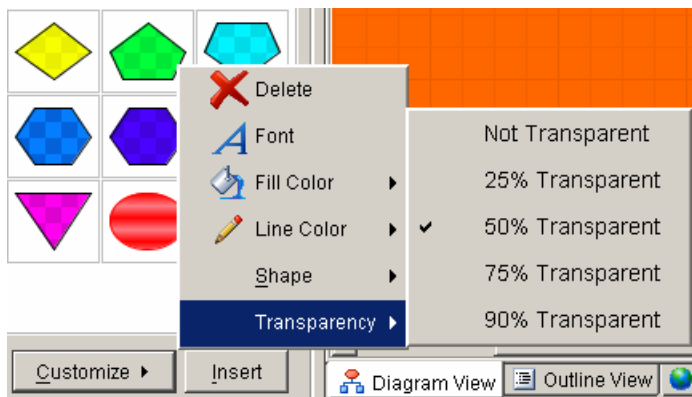 Delete
Font
Fill Color
Line Color
Shape
Transparency
Not Transparent
25% Transparent
50% Transparent
75% Transparent
90% Transparent
Customize
Insert
Diagram View
Outline View